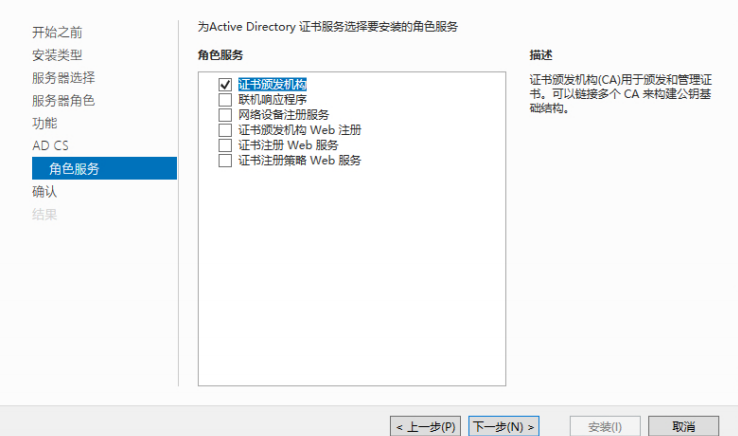 为Active Directory 证书服务选择要安装的角色服务
开始之前
安装类型
服务器选择
服务器角色
功能
AD CS
角色服务
确认
结果
角色服务
证书颁发机构
联机响应程序
网络设备注册服务
证书颁发机构 Web 注册
证书注册 Web 服务
证书注册策略 Web 服务
描述
证书颁发机构(CA)用于颁发和管理证
书。可以链接多个 CA 来构建公钥基
础结构。
< 上一步(P)
下一步(N) >
安装(I)
取消